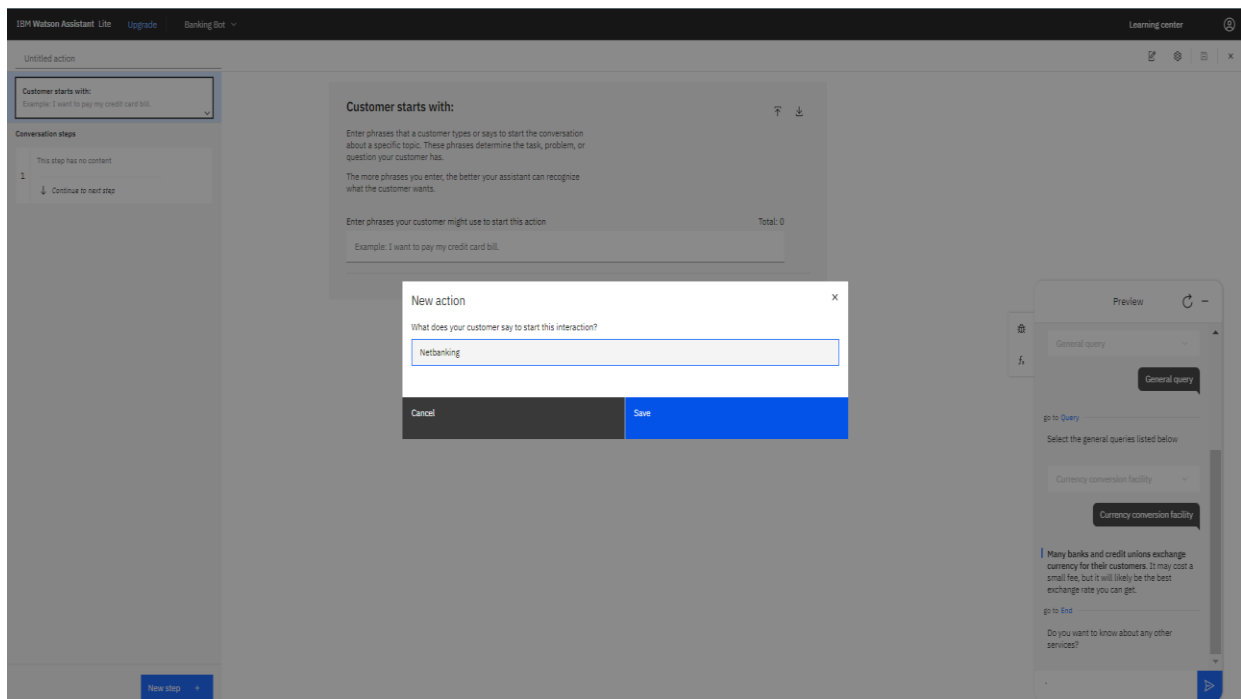 IBM Watson Assistant Lite Upgrade Banking Bot Learning center
Untitled action
Customer starts with:
Example: I want to pay my credit card bill.
Conversation steps
This step has no content
1
Continue to next step
New step +
Customer starts with:
Enter phrases that a customer types or says to start the conversation
about a specific topic. These phrases determine the task, problem, or
question your customer has.
The more phrases you enter, the better your assistant can recognize
what the customer wants.
Enter phrases your customer might use to start this action Total: 0
Example: I want to pay my credit card bill.
New action x
What does your customer say to start this interaction?
Netbanking
Cancel Save
Preview
General query
General query
go to Query
Select the general queries listed below
Currency conversion facility
Currency conversion facility
Many banks and credit unions exchange
currency for their customers. It may cost a
small fee, but it will likely be the best
exchange rate you can get.
go to End
Do you want to know about any other
services?